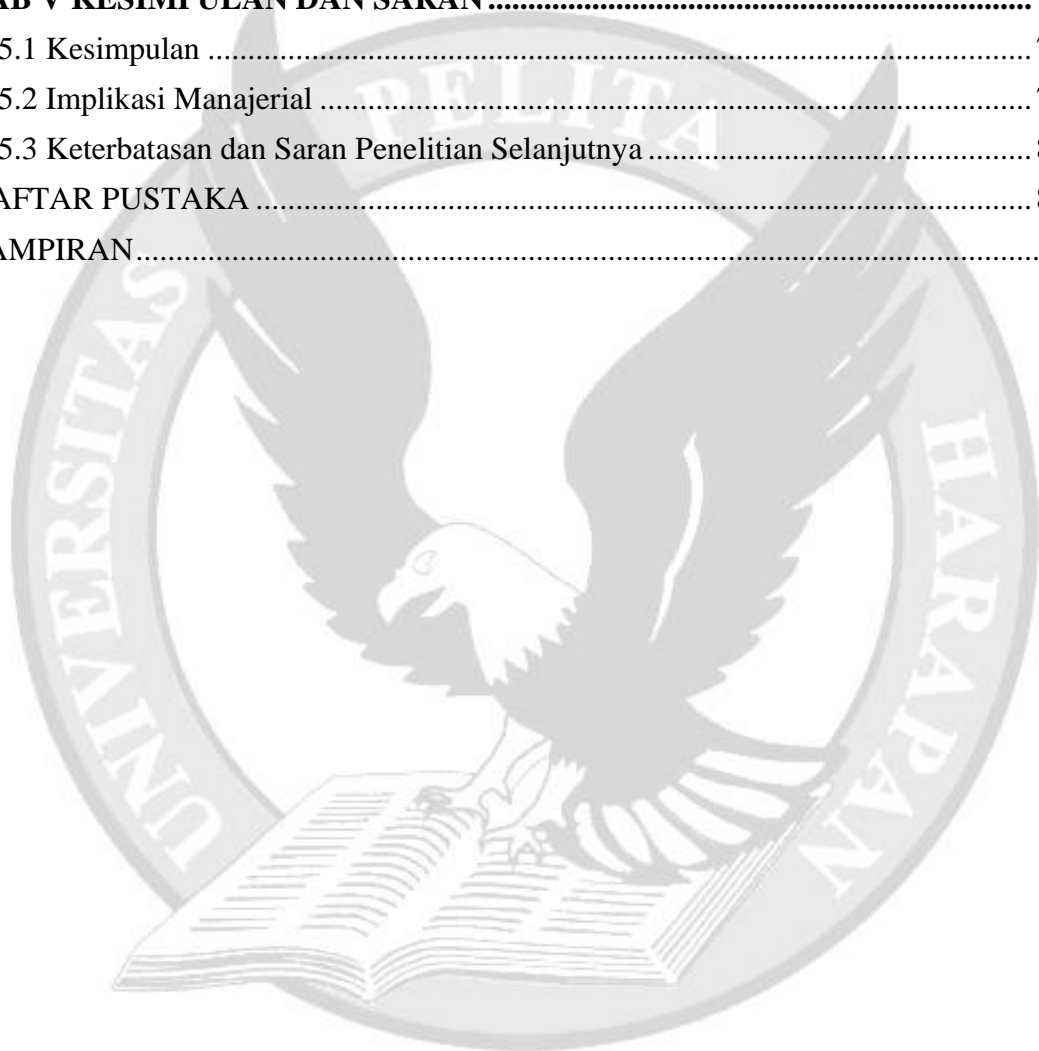 AB V KESIMPULAN DAN SARAN
5.1 Kesimpulan
5.2 Implikasi Manajerial
5.3 Keterbatasan dan Saran Penelitian Selanjutnya
AFTAR PUSTAKA
AMPIRAN
UNIVERSITAS PELITA HARAPAN